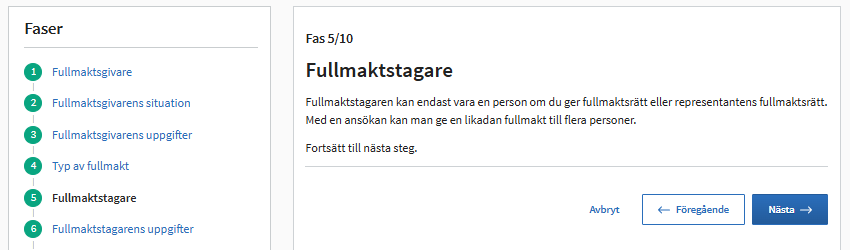 Faser
1 Fullmaktsgivare
2 Fullmaktsgivarens situation
3 Fullmaktsgivarens uppgifter
4 Typ av fullmakt
5 Fullmaktstagare
6 Fullmaktstagarens uppgifter
Fas 5/10
Fullmaktstagare
Fullmaktstagaren kan endast vara en person om du ger fullmaktsrätt eller representantens fullmaktsrätt.
Med en ansökan kan man ge en likadan fullmakt till flera personer.
Fortsätt till nästa steg.
Avbryt ← Föregående Nästa →